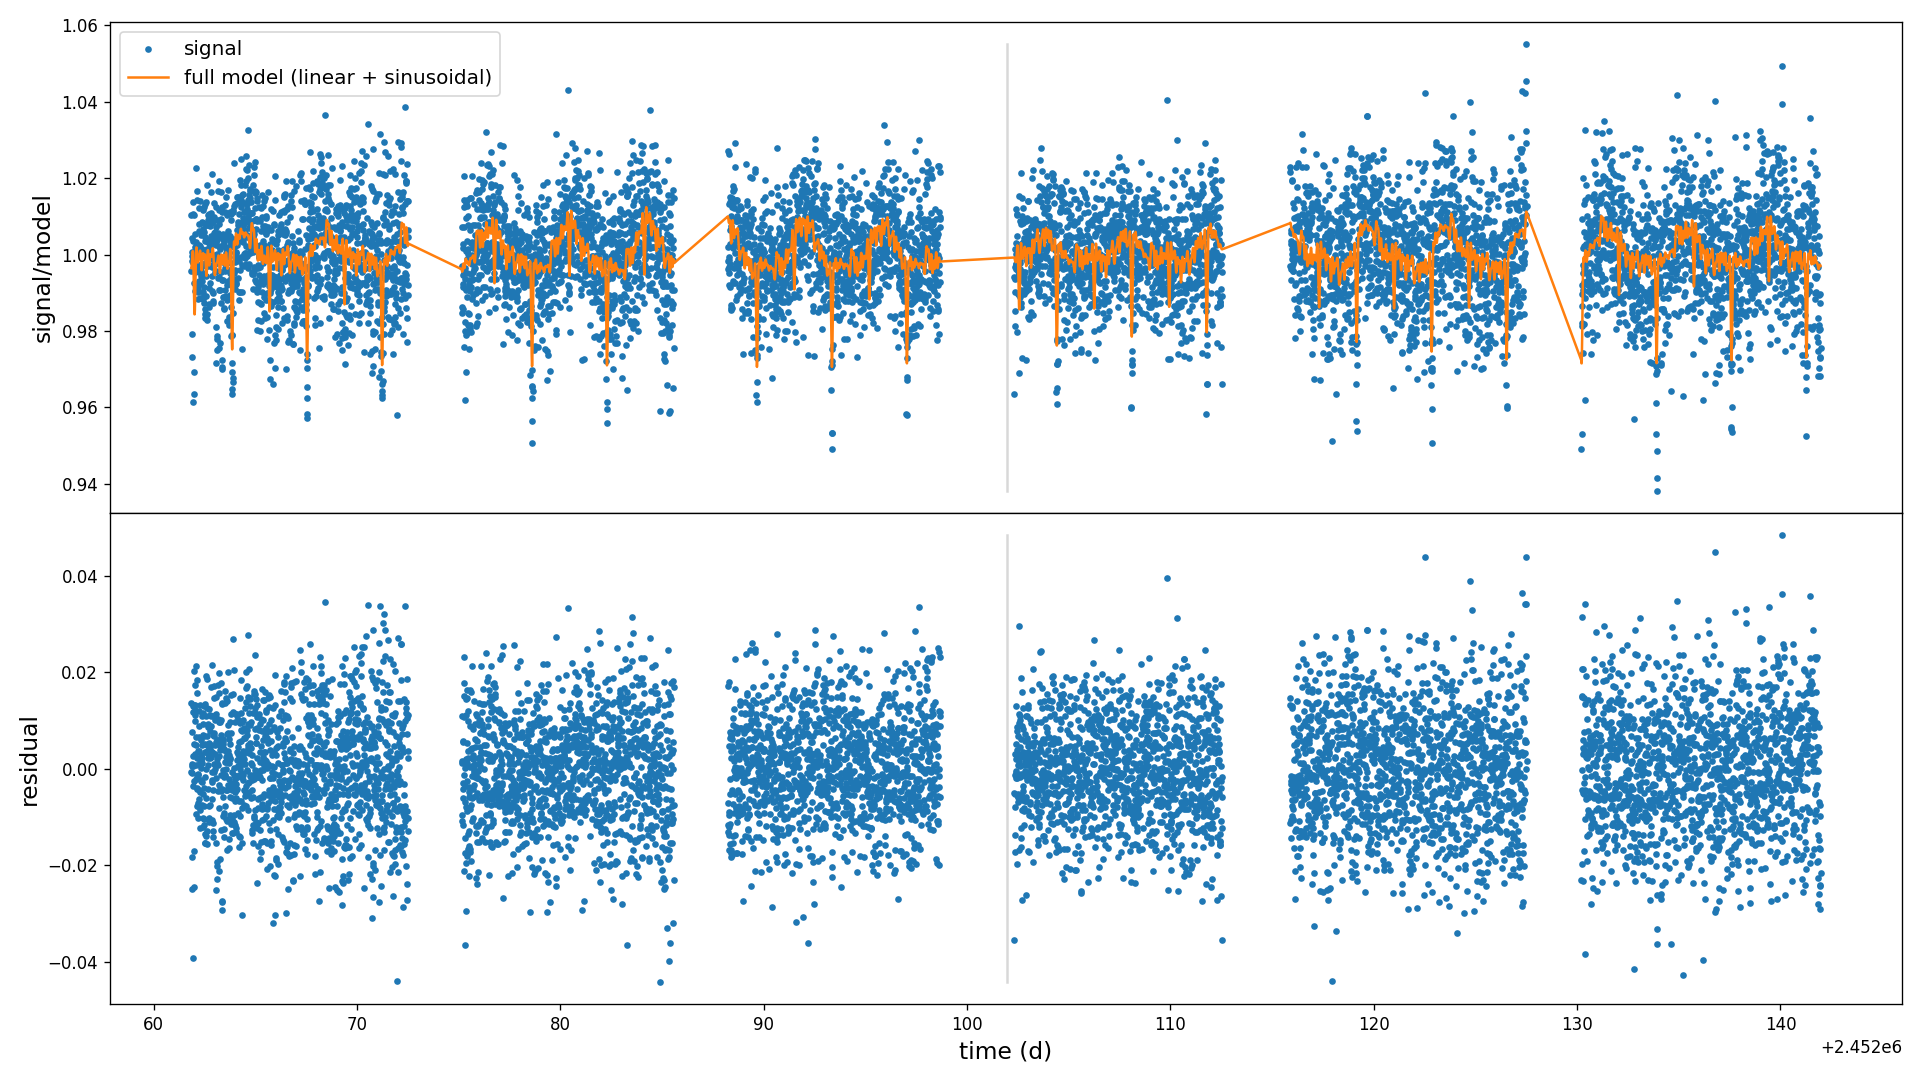 1.06
1.04
1.02
1.00
0.98
0.96
0.94
signal/model
signal
full model (linear + sinusoidal)
0.04
0.02
0.00
−0.02
−0.04
residual
60 70 80 90 100 110 120 130 140
time (d)
+2.452e6